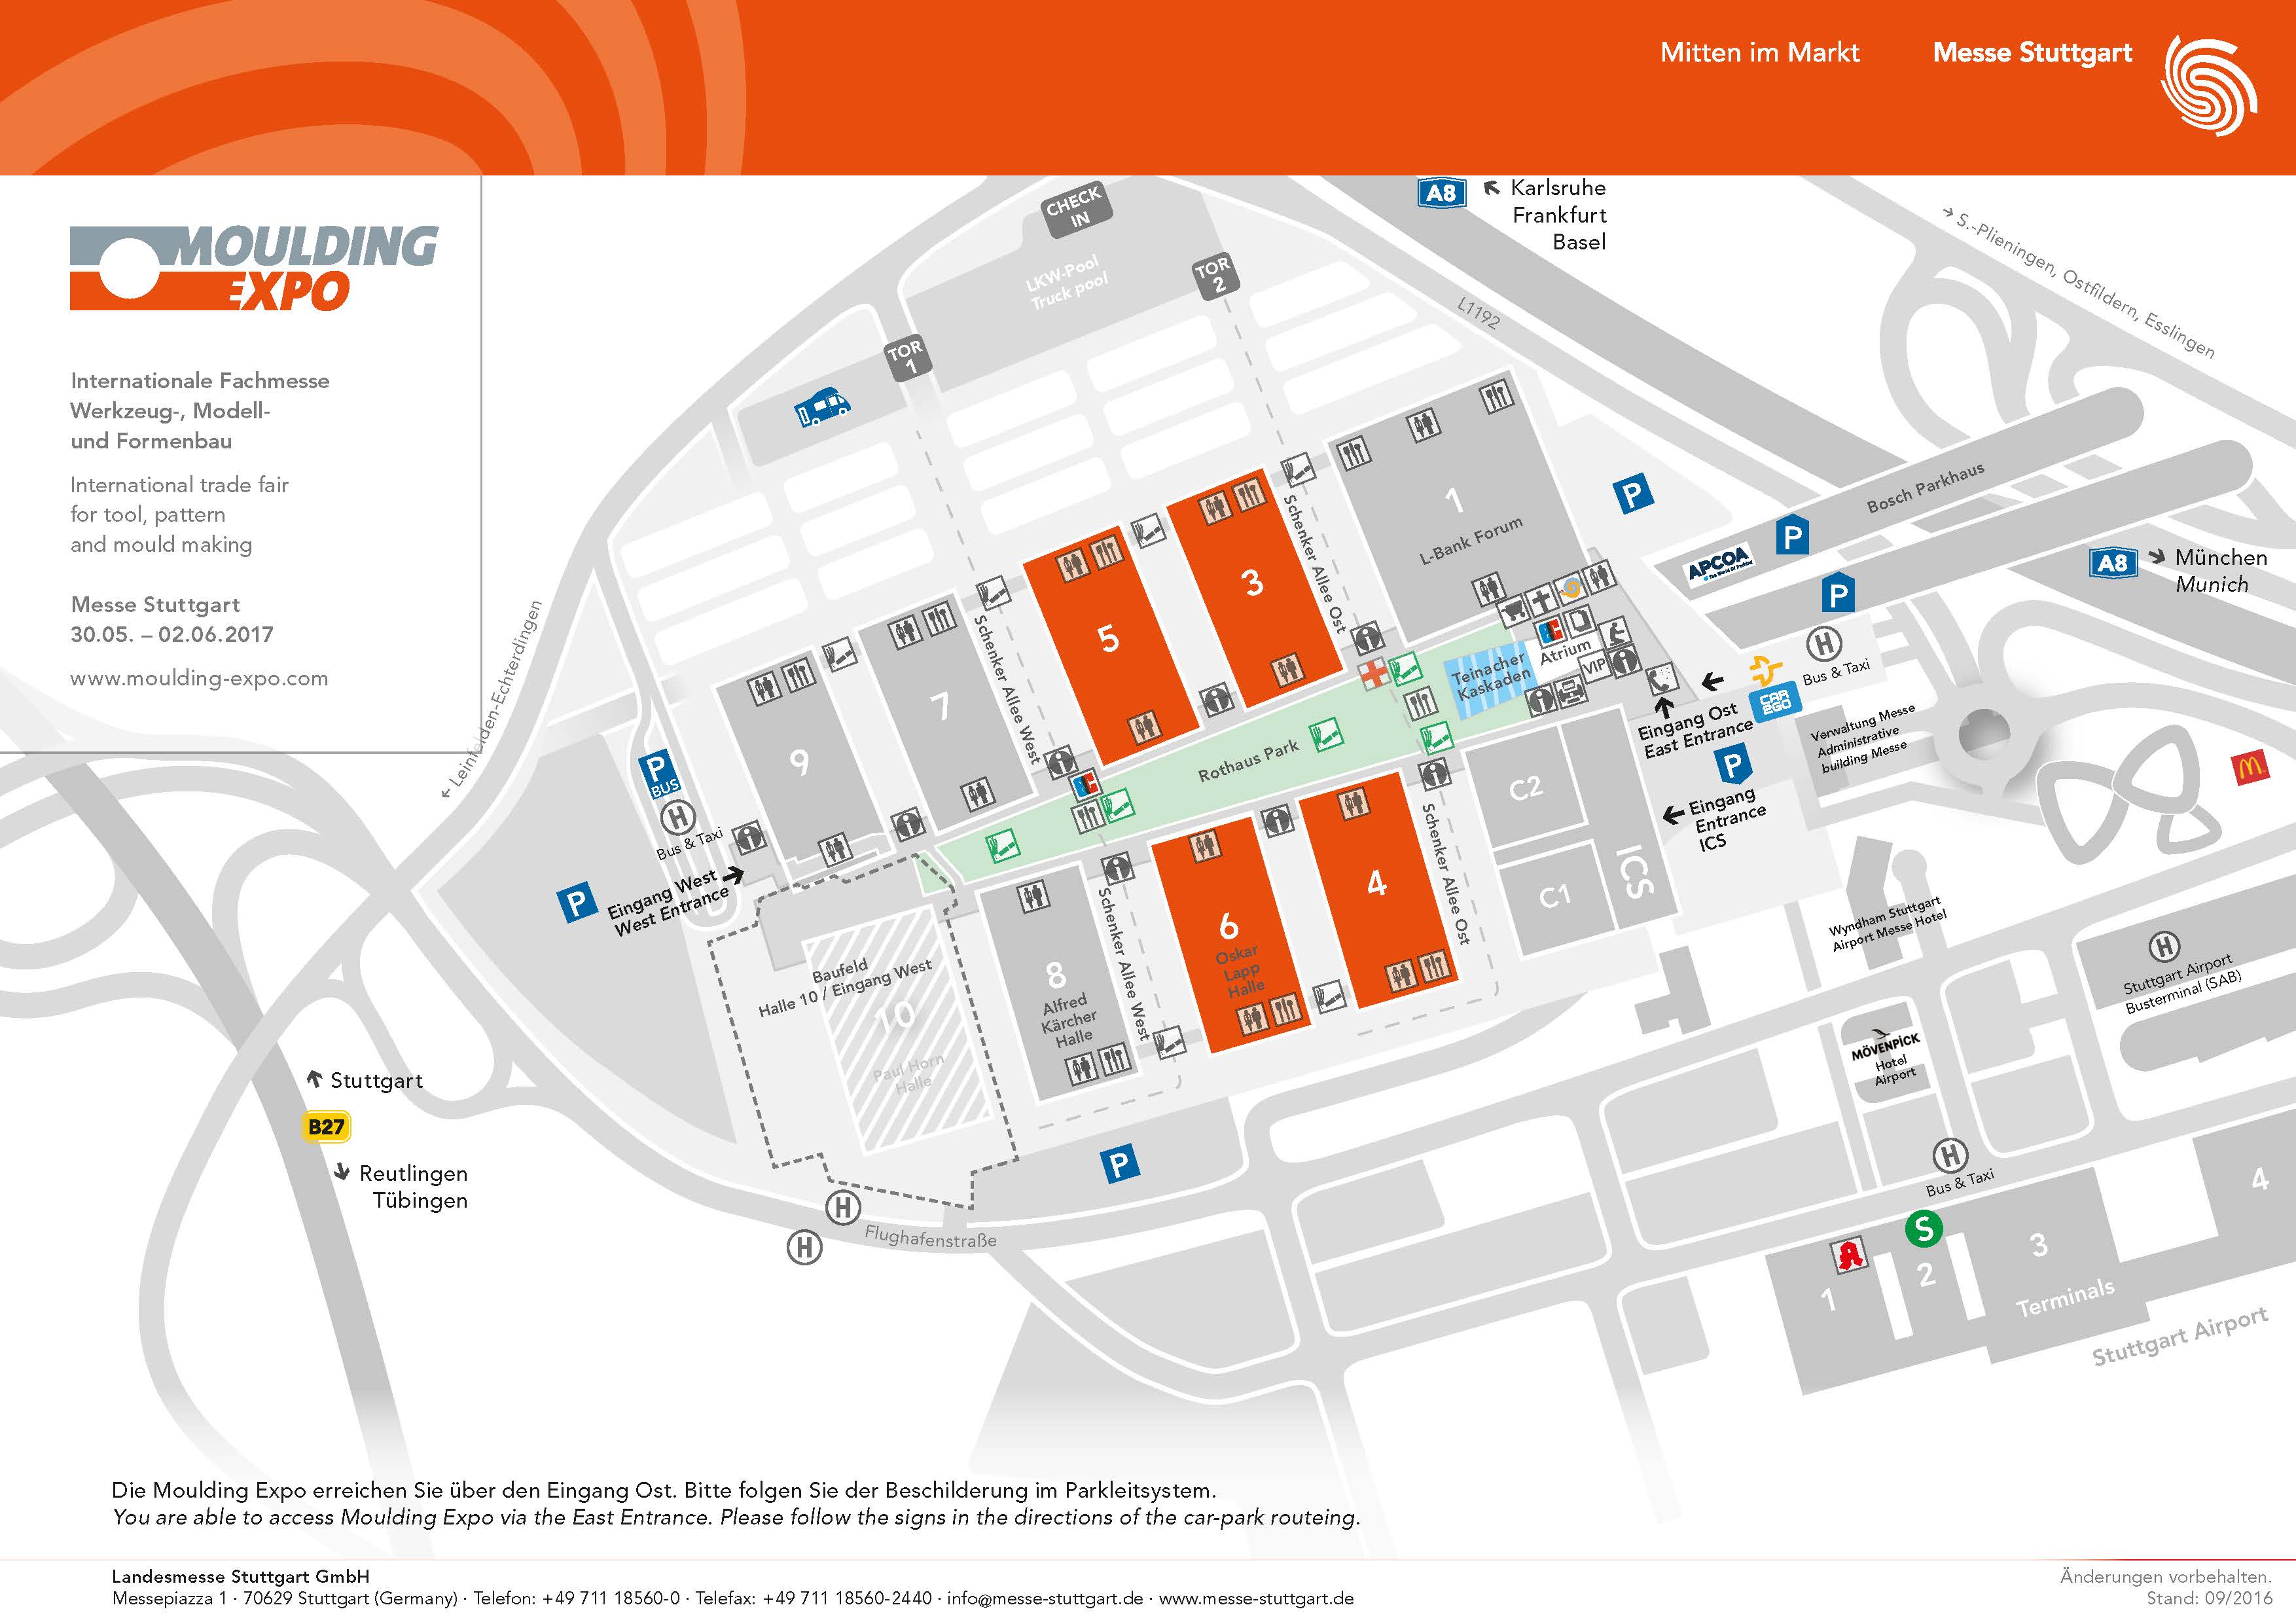 Mitten im Markt
Messe Stuttgart
MOULDING
EXPO
Internationale Fachmesse
Werkzeug-, Modell-
und Formenbau
International trade fair
for tool, pattern
and mould making
Messe Stuttgart
30.05. – 02.06.2017
www.moulding-expo.com
CHECK
IN
LKW-Pool
Truck pool
TOR
2
TOR
1
A8
Karlsruhe
Frankfurt
Basel
L1192
S.-Plieningen, Ostfildern, Esslingen
Bosch Parkhaus
P
P
APCOA
P
A8
München
Munich
1
L-Bank Forum
Schenker Allee Ost
3
5
Schenker Allee West
7
9
Leinfelden-Echterdingen
P
BUS
H
Bus & Taxi
P
Eingang West
West Entrance
Teinacher
Kaskaden
Atrium
VIP
Rothaus Park
H
Bus & Taxi
CAR
2GO
Eingang Ost
East Entrance
P
Eingang
Entrance
ICS
Verwaltung Messe
Administrative
building Messe
C2
C1
ICS
Schenker Allee Ost
4
6
Oskar
Lapp
Halle
Schenker Allee West
8
Alfred
Kärcher
Halle
Baufeld
Halle 10 / Eingang West
10
Paul Horn
Halle
Wyndham Stuttgart
Airport Messe Hotel
H
Stuttgart Airport
Busterminal (SAB)
MÖVENPICK
Hotel
Airport
Stuttgart
B27
Reutlingen
Tübingen
P
H
H
Flughafenstraße
H
Bus & Taxi
S
1
2
3
4
Terminals
Stuttgart Airport
Die Moulding Expo erreichen Sie über den Eingang Ost. Bitte folgen Sie der Beschilderung im Parkleitsystem.
You are able to access Moulding Expo via the East Entrance. Please follow the signs in the directions of the car-park routeing.
Landesmesse Stuttgart GmbH
Messepiazza 1 · 70629 Stuttgart (Germany) · Telefon: +49 711 18560-0 · Telefax: +49 711 18560-2440 · info@messe-stuttgart.de · www.messe-stuttgart.de
Änderungen vorbehalten.
Stand: 09/2016